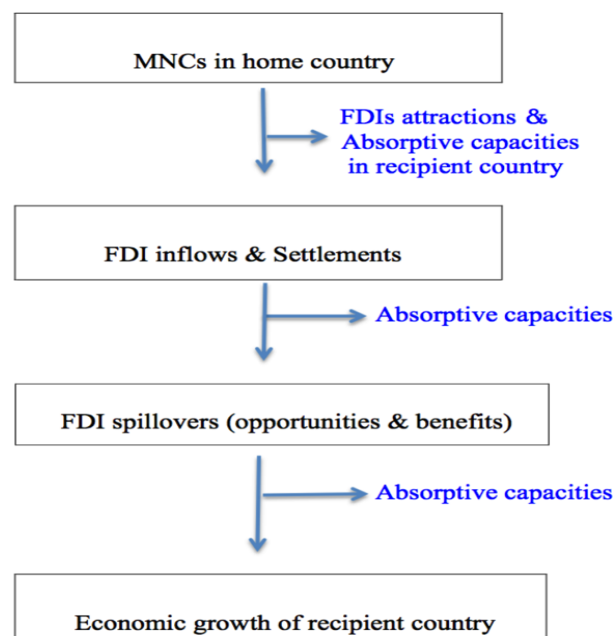 MNCs in home country
FDIs attractions &
Absorptive capacities
in recipient country
FDI inflows & Settlements
Absorptive capacities
FDI spillovers (opportunities & benefits)
Absorptive capacities
Economic growth of recipient country